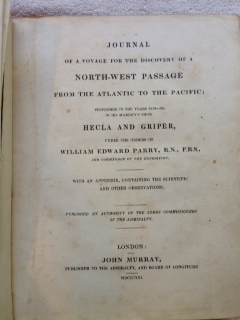 JOURNAL
OF A VOYAGE FOR THE DISCOVERY OF A
NORTH-WEST PASSAGE
FROM THE ATLANTIC TO THE PACIFIC;
PERFORMED IN THE YEARS 1819-20,
IN HIS MAJESTY'S SHIPS
HECLA AND GRIPER,
UNDER THE ORDERS OF
WILLIAM EDWARD PARRY, R.N., F.R.S.,
AND COMMANDER OF THE EXPEDITION.
WITH AN APPENDIX, CONTAINING THE SCIENTIFIC
AND OTHER OBSERVATIONS.
PUBLISHED BY AUTHORITY OF THE LORDS COMMISSIONERS
OF THE ADMIRALTY.
LONDON:
JOHN MURRAY,
PUBLISHER TO THE ADMIRALTY, AND BOARD OF LONGITUDE
MDCCCXXI.